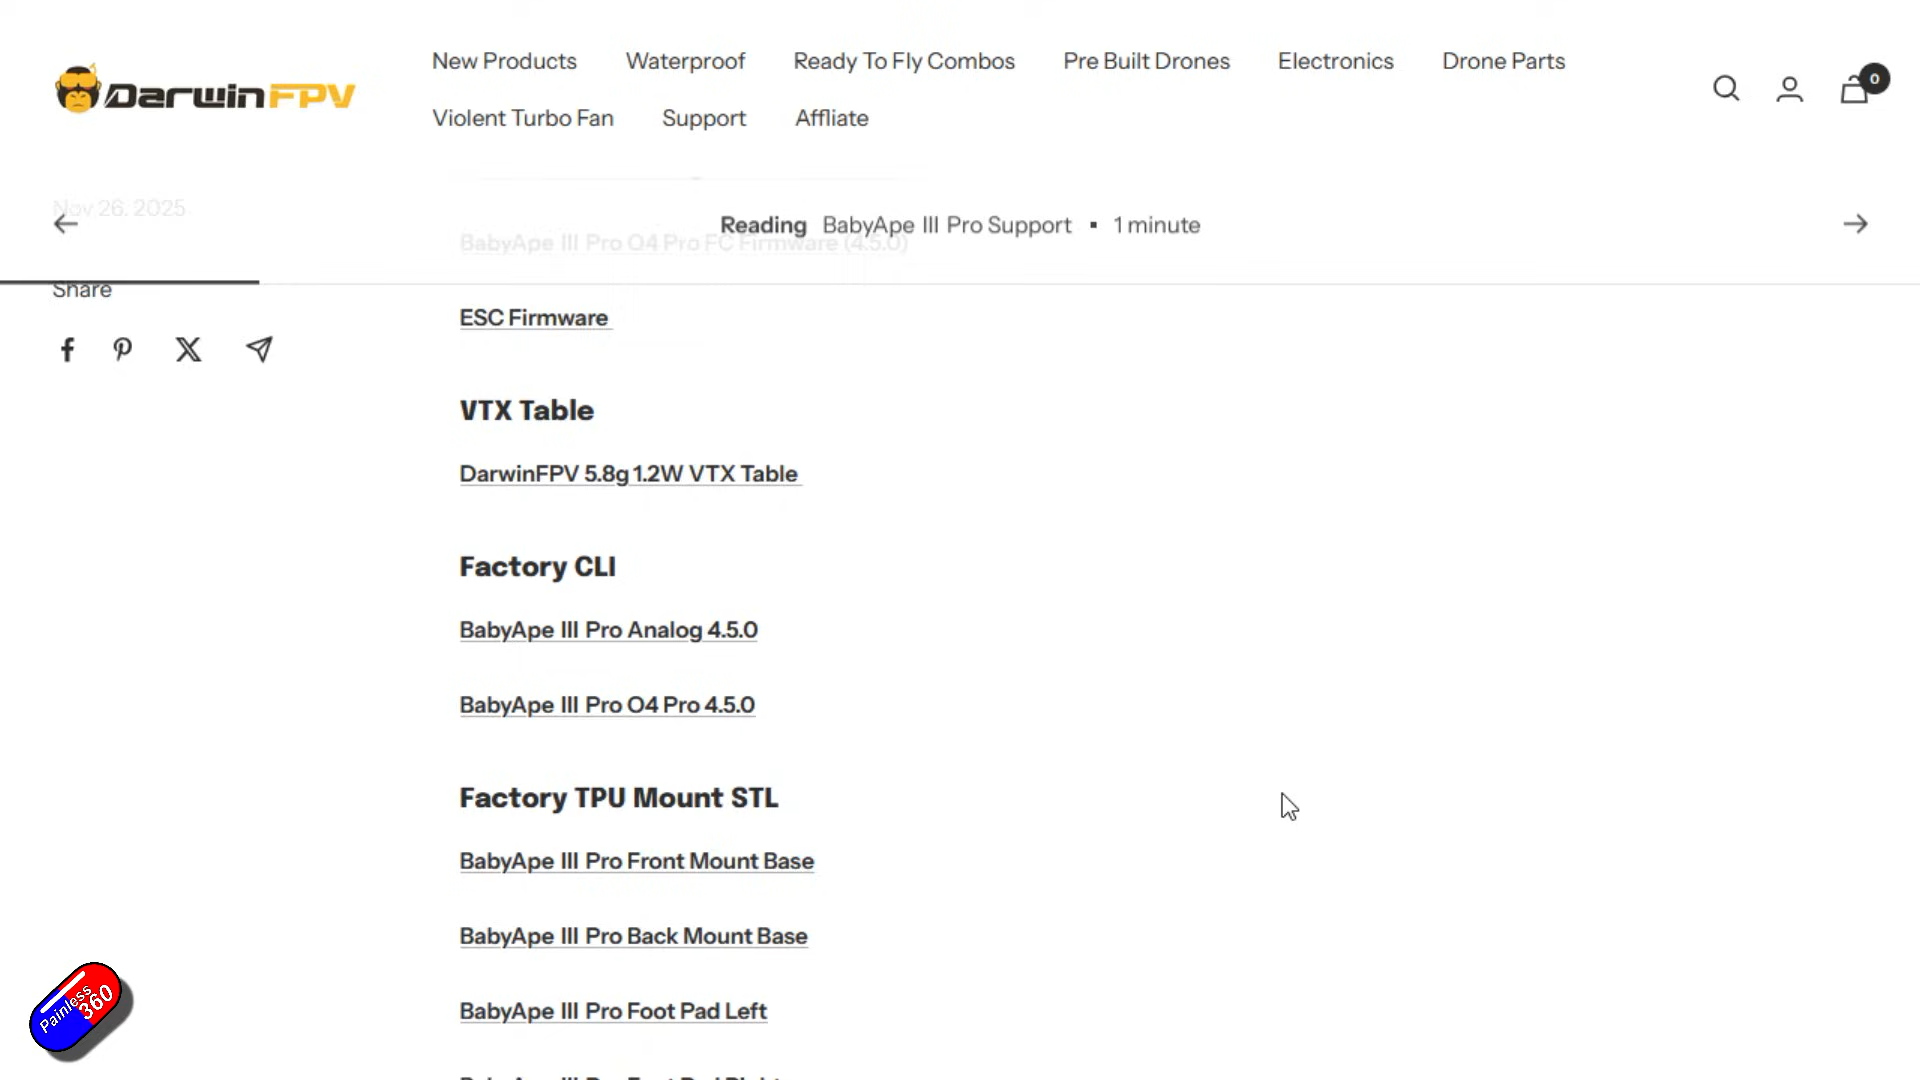 DarwinFPV
New Products Waterproof Ready To Fly Combos Pre Built Drones Electronics Drone Parts
Violent Turbo Fan Support Affliate
0
Nov 26. 2025
Reading BabyApe III Pro Support ▪ 1 minute
BabyApe III Pro O4 Pro FC Firmware (4.5.0)
Share
ESC Firmware
VTX Table
DarwinFPV 5.8g 1.2W VTX Table
Factory CLI
BabyApe III Pro Analog 4.5.0
BabyApe III Pro O4 Pro 4.5.0
Factory TPU Mount STL
BabyApe III Pro Front Mount Base
BabyApe III Pro Back Mount Base
BabyApe III Pro Foot Pad Left
Painless
360